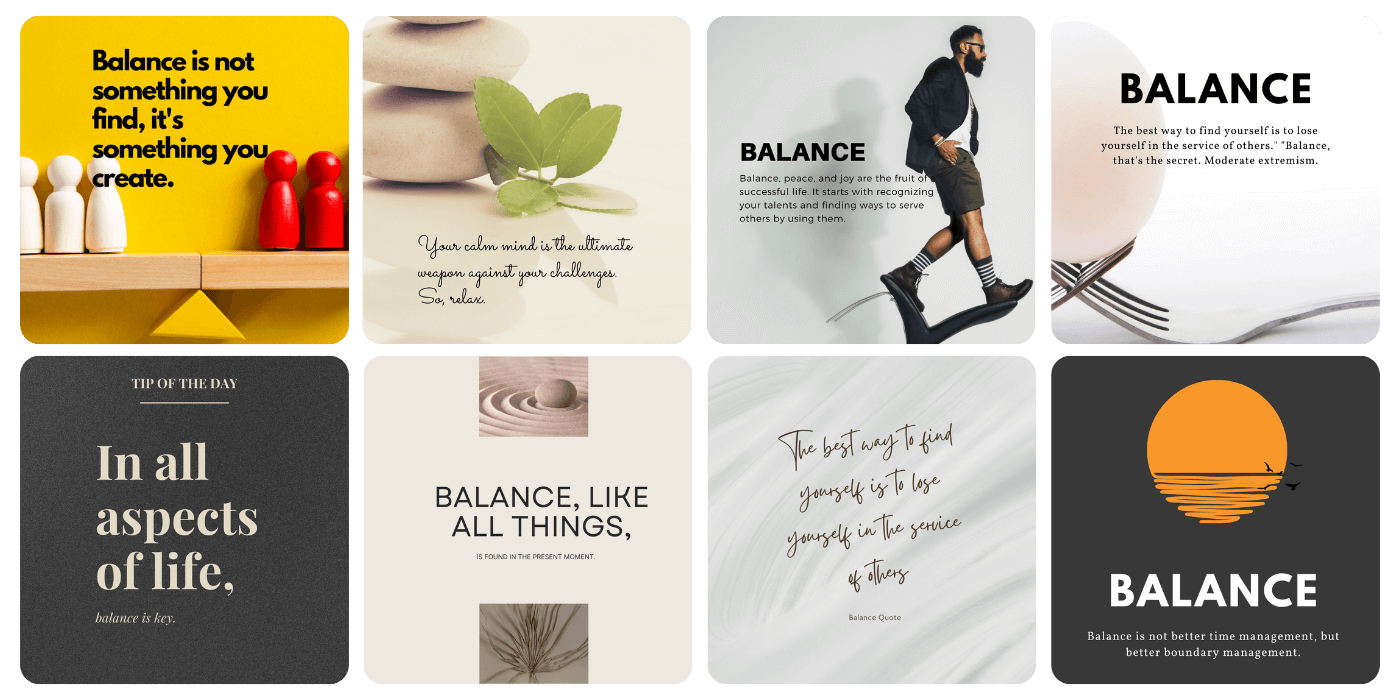 Balance is not
something you
find, it's
something you
create.
Your calm mind is the ultimate
weapon against your challenges.
So, relax.
BALANCE
Balance, peace, and joy are the fruit of a
successful life. It starts with recognizing
your talents and finding ways to serve
others by using them.
BALANCE
The best way to find yourself is to lose
yourself in the service of others." "Balance,
that's the secret. Moderate extremism.
TIP OF THE DAY
In all
aspects
of life,
balance is key.
BALANCE, LIKE
ALL THINGS,
IS FOUND IN THE PRESENT MOMENT.
The best way to find
yourself is to lose
yourself in the service
of others
Balance Quote
BALANCE
Balance is not better time management, but
better boundary management.